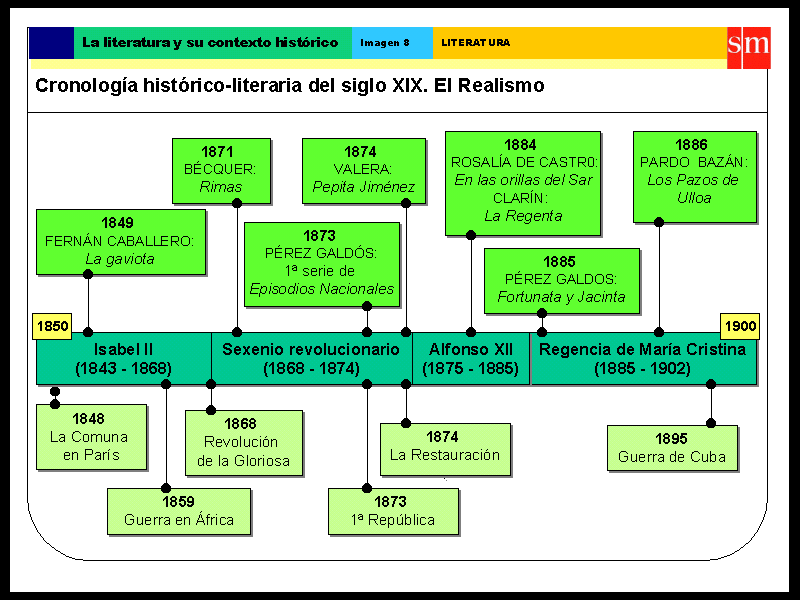 La literatura y su contexto histórico
Imagen 8
LITERATURA
sm
Cronología histórico-literaria del siglo XIX. El Realismo
1871
BÉCQUER:
Rimas
1874
VALERA:
Pepita Jiménez
1884
ROSALÍA DE CASTR0:
En las orillas del Sar
CLARÍN:
La Regenta
1886
PARDO BAZÁN:
Los Pazos de
Ulloa
1849
FERNÁN CABALLERO:
La gaviota
1873
PÉREZ GALDÓS:
1ª serie de
Episodios Nacionales
1885
PÉREZ GALDOS:
Fortunata y Jacinta
1850
1900
Isabel II
(1843 - 1868)
Sexenio revolucionario
(1868 - 1874)
Alfonso XII
(1875 - 1885)
Regencia de María Cristina
(1885 - 1902)
1848
La Comuna
en París
1868
Revolución
de la Gloriosa
1874
La Restauración
1895
Guerra de Cuba
1859
Guerra en África
1873
1ª República